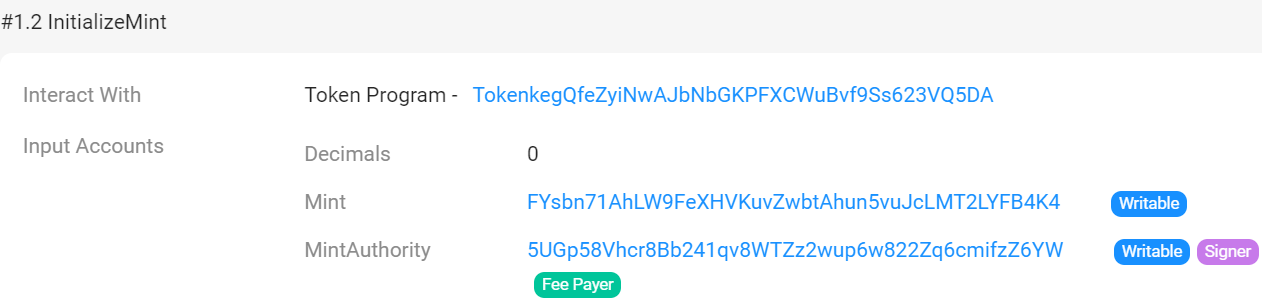 #1.2 InitializeMint
Interact With Token Program - TokenkegQfeZyiNwAJbNbGKPFXCWuBvf9Ss623VQ5DA
Input Accounts
Decimals 0
Mint FYsbn71AhLW9FeXHVKuvZwbtAhun5vuJcLMT2LYFB4K4 Writable
MintAuthority 5UGp58Vhcr8Bb241qv8WTZz2wup6w822Zq6cmifzZ6YW Writable Signer
Fee Payer